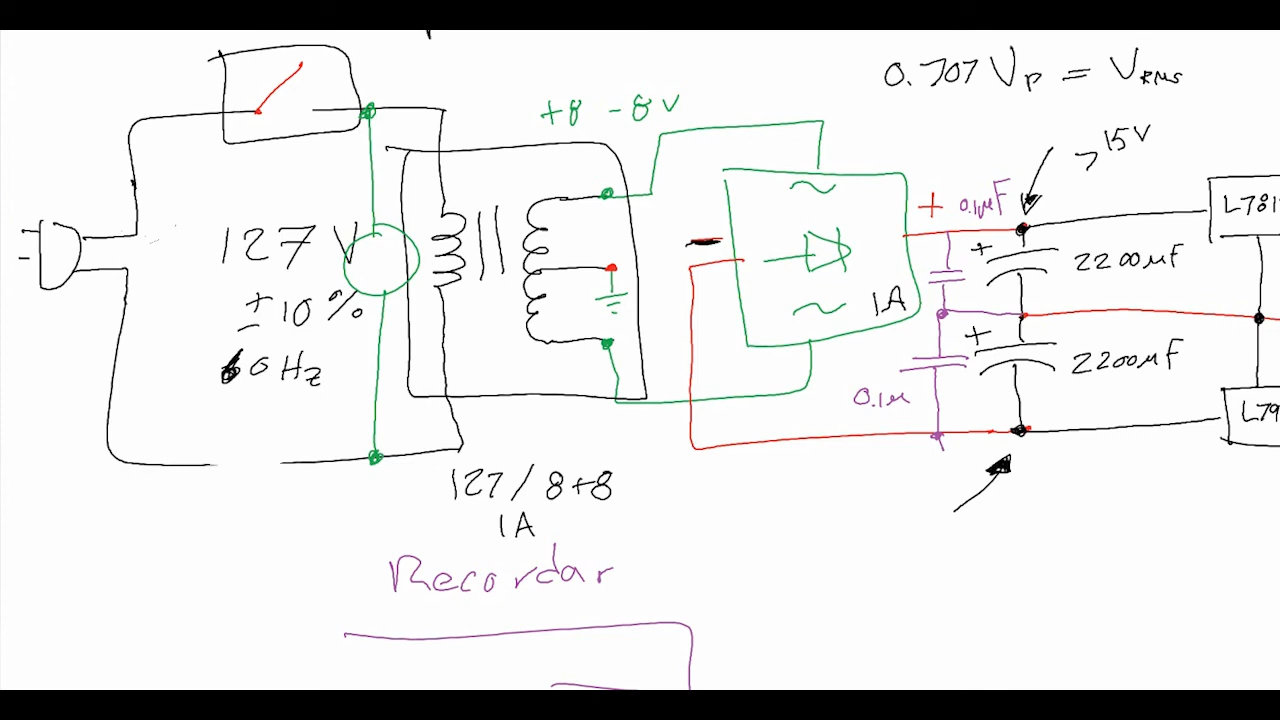 0.707 Vp = VRMS
+8 -8 V
>15V
+ 0.1µF
L781
127 V
± 10 %
60 Hz
-
+
2200µF
1A
+
2200µF
0.1µ
L79
127 / 8+8
1A
Recordar